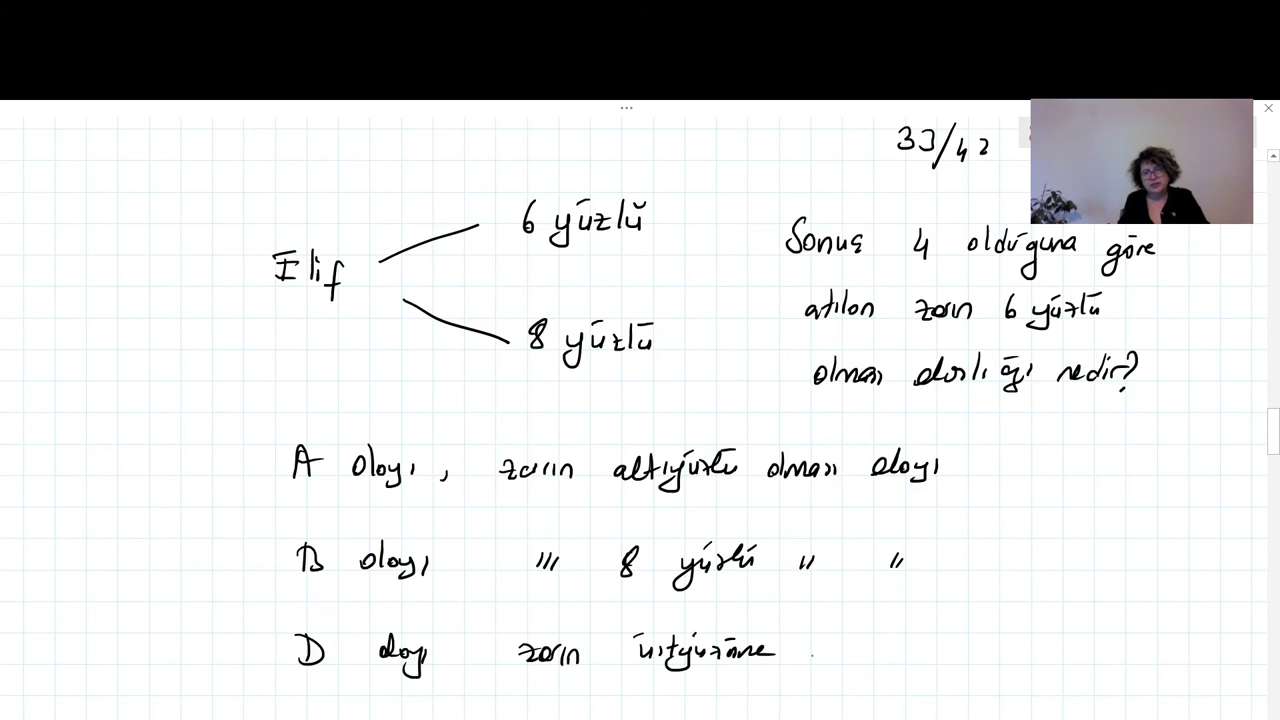 33/42
6 yüzlü
Elif
8 yüzlü
Sonuç 4 olduğuna göre
atılan zarın 6 yüzlü
olması olasılığı nedir?
A olayı, zarın altıyüzlü olması olayı
B olayı /// 8 yüzlü // //
D olayı zarın üstyüzüne